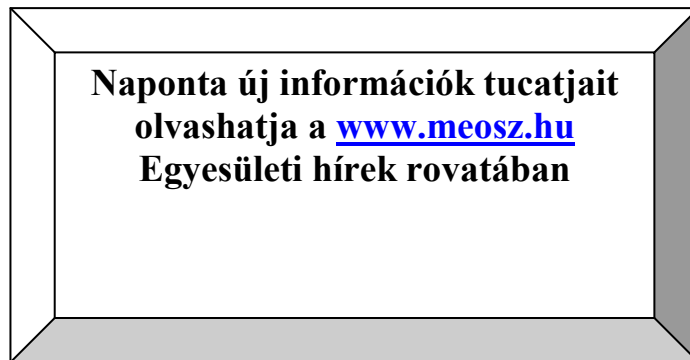 Naponta új információk tucatjait
olvashatja a www.meosz.hu
Egyesületi hírek rovatában